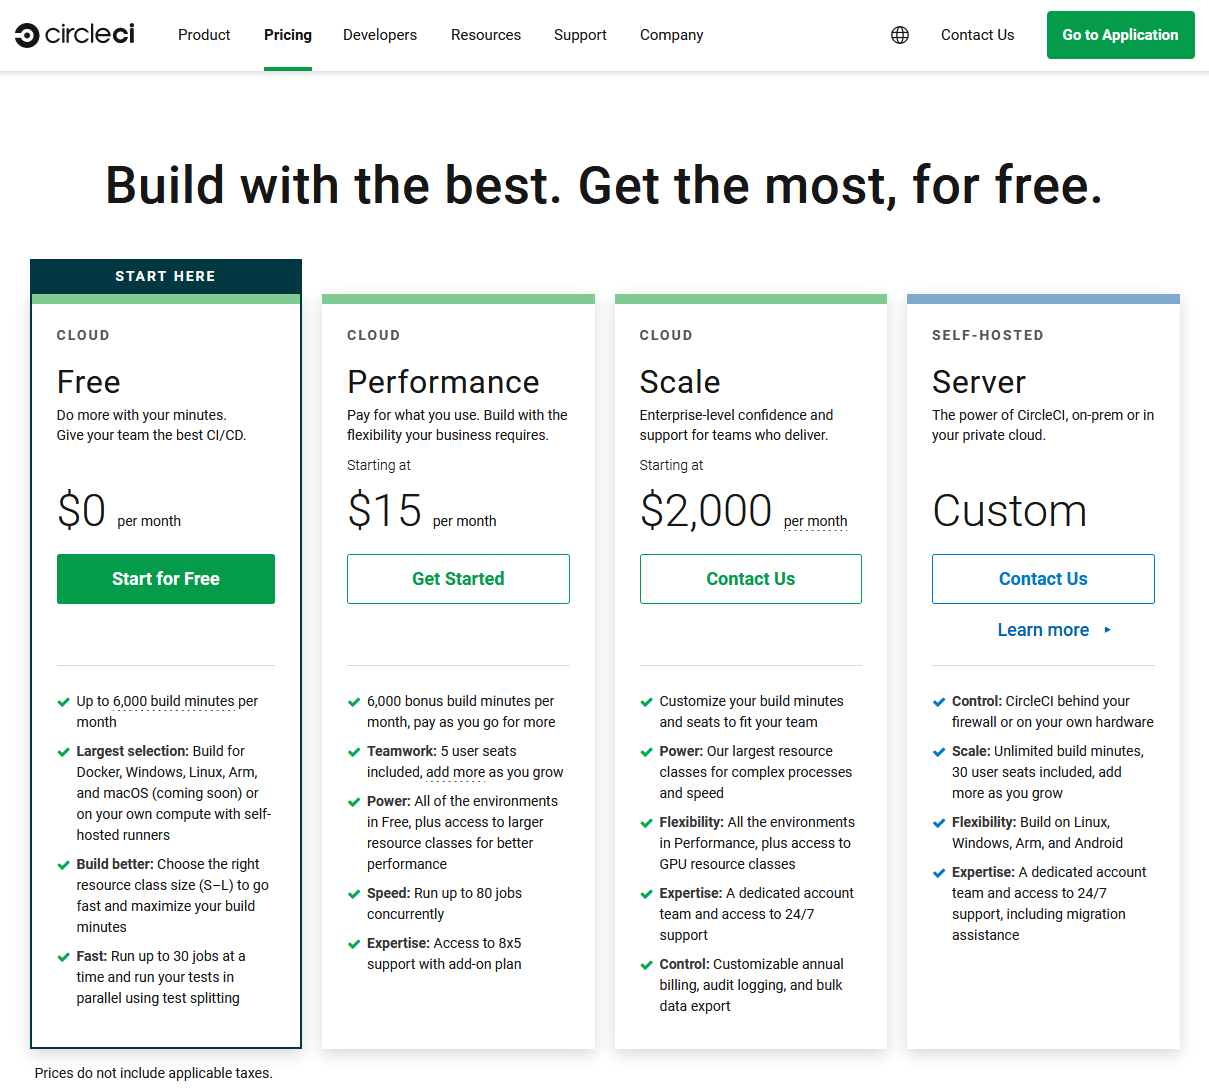 circleci
Product
Pricing
Developers
Resources
Support
Company
Contact Us
Go to Application
Build with the best. Get the most, for free.
START HERE
CLOUD
Free
Do more with your minutes.
Give your team the best CI/CD.
$0 per month
Start for Free
Up to 6,000 build minutes per
month
Largest selection: Build for
Docker, Windows, Linux, Arm,
and macOS (coming soon) or
on your own compute with self-
hosted runners
Build better: Choose the right
resource class size (S–L) to go
fast and maximize your build
minutes
Fast: Run up to 30 jobs at a
time and run your tests in
parallel using test splitting
CLOUD
Performance
Pay for what you use. Build with the
flexibility your business requires.
Starting at
$15 per month
Get Started
6,000 bonus build minutes per
month, pay as you go for more
Teamwork: 5 user seats
included, add more as you grow
Power: All of the environments
in Free, plus access to larger
resource classes for better
performance
Speed: Run up to 80 jobs
concurrently
Expertise: Access to 8x5
support with add-on plan
CLOUD
Scale
Enterprise-level confidence and
support for teams who deliver.
Starting at
$2,000 per month
Contact Us
Customize your build minutes
and seats to fit your team
Power: Our largest resource
classes for complex processes
and speed
Flexibility: All the environments
in Performance, plus access to
GPU resource classes
Expertise: A dedicated account
team and access to 24/7
support
Control: Customizable annual
billing, audit logging, and bulk
data export
SELF-HOSTED
Server
The power of CircleCI, on-prem or in
your private cloud.
Custom
Contact Us
Learn more
Control: CircleCI behind your
firewall or on your own hardware
Scale: Unlimited build minutes,
30 user seats included, add
more as you grow
Flexibility: Build on Linux,
Windows, Arm, and Android
Expertise: A dedicated account
team and access to 24/7
support, including migration
assistance
Prices do not include applicable taxes.